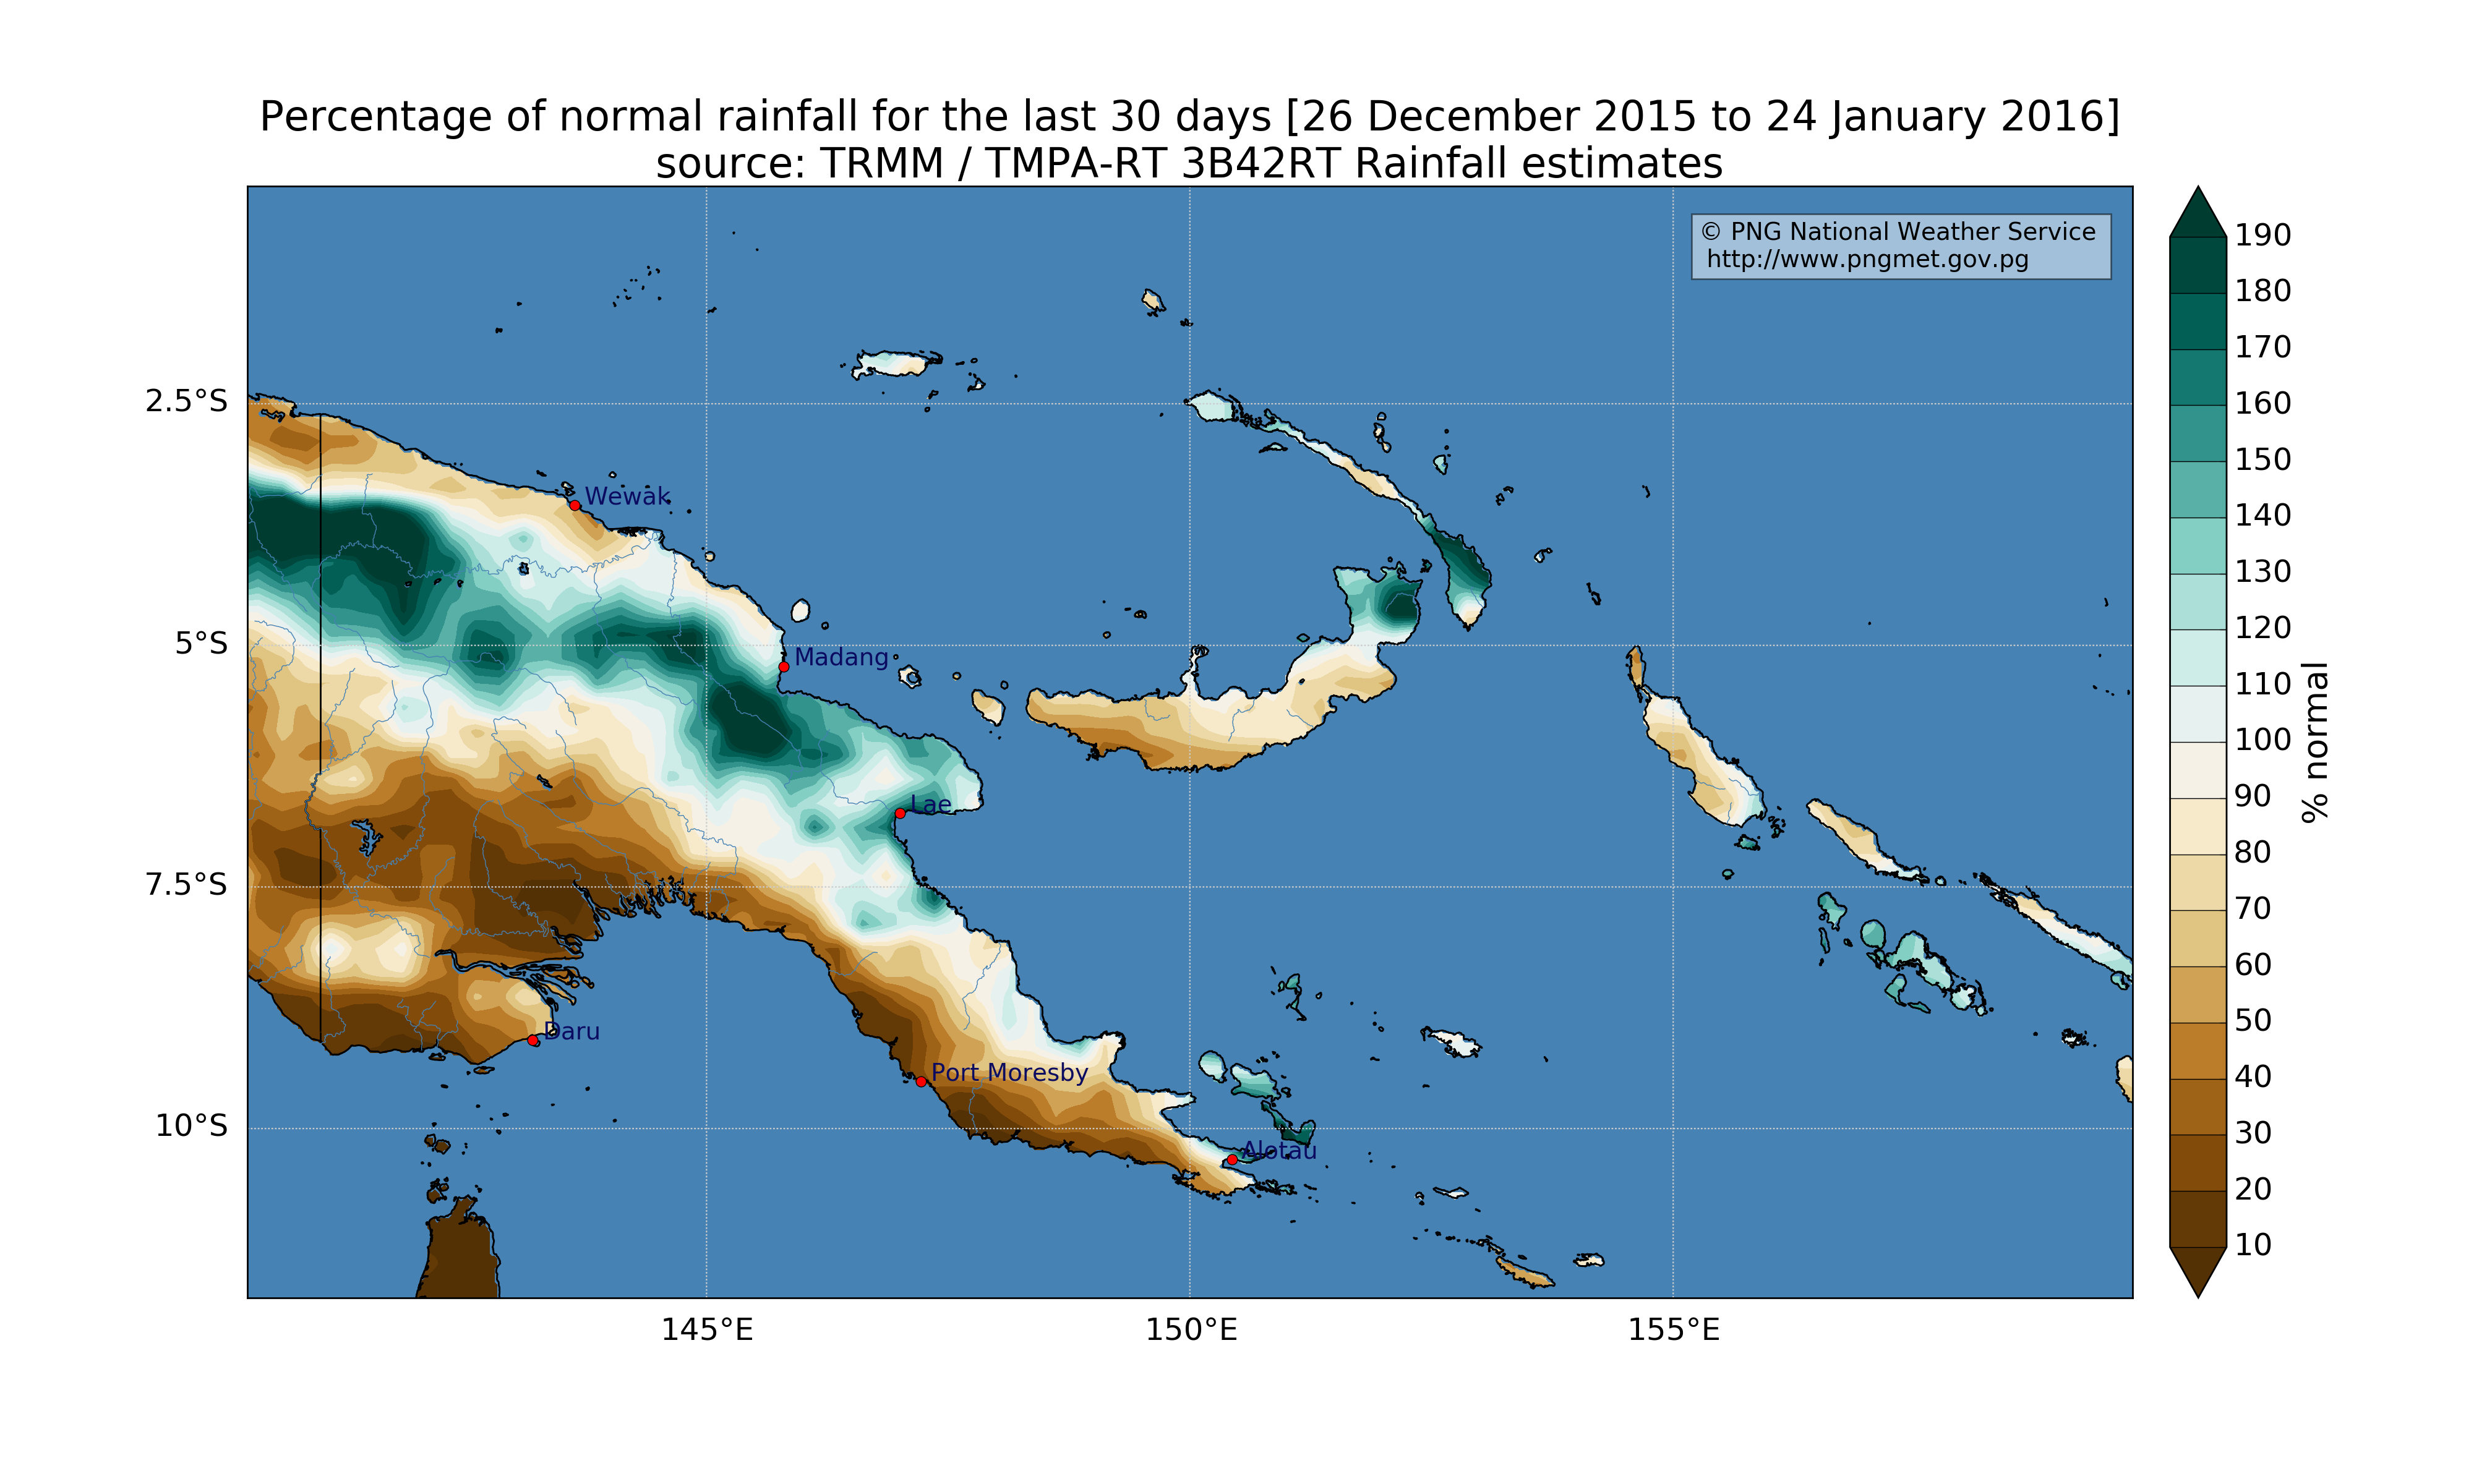 Percentage of normal rainfall for the last 30 days [26 December 2015 to 24 January 2016]
source: TRMM / TMPA-RT 3B42RT Rainfall estimates
© PNG National Weather Service
http://www.pngmet.gov.pg
2.5°S
5°S
7.5°S
10°S
Wewak
Madang
Lae
Daru
Port Moresby
Alotau
145°E
150°E
155°E
190
180
170
160
150
140
130
120
110
100
90
80
70
60
50
40
30
20
10
% normal